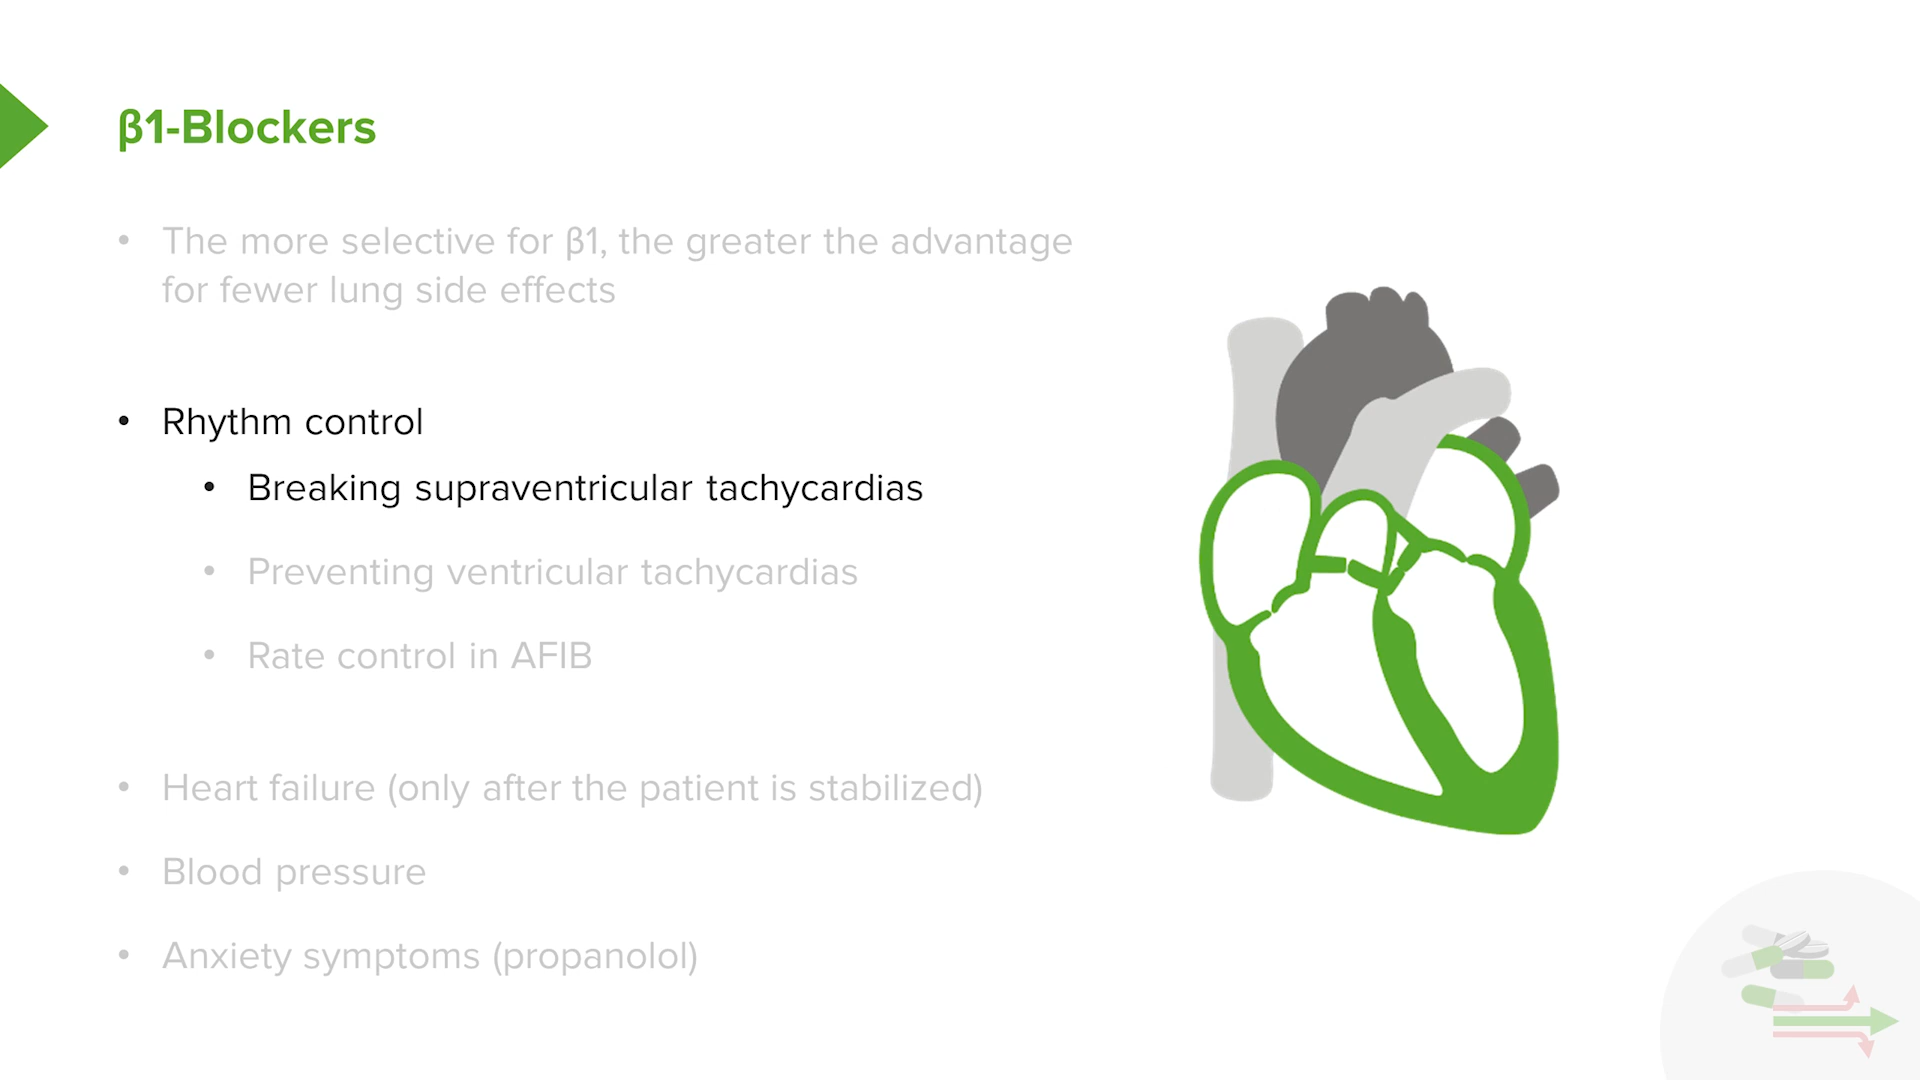 β1-Blockers
• The more selective for β1, the greater the advantage
for fewer lung side effects
• Rhythm control
• Breaking supraventricular tachycardias
• Preventing ventricular tachycardias
• Rate control in AFIB
• Heart failure (only after the patient is stabilized)
• Blood pressure
• Anxiety symptoms (propanolol)